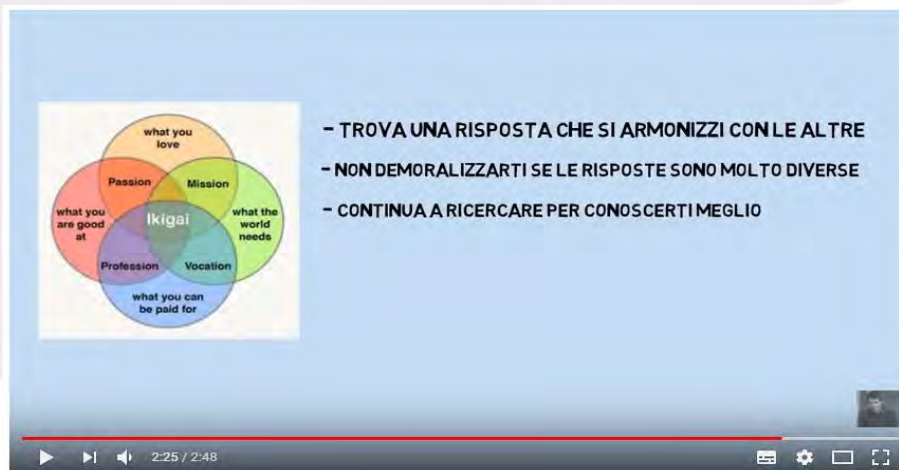 what you
love
Passion
Mission
what you
are good
at
Ikigai
what the
world
needs
Profession
Vocation
what you can
be paid for
- TROVA UNA RISPOSTA CHE SI ARMONIZZI CON LE ALTRE
- NON DEMORALIZZARTI SE LE RISPOSTE SONO MOLTO DIVERSE
- CONTINUA A RICERCARE PER CONOSCERTI MEGLIO
2:25 / 2:48